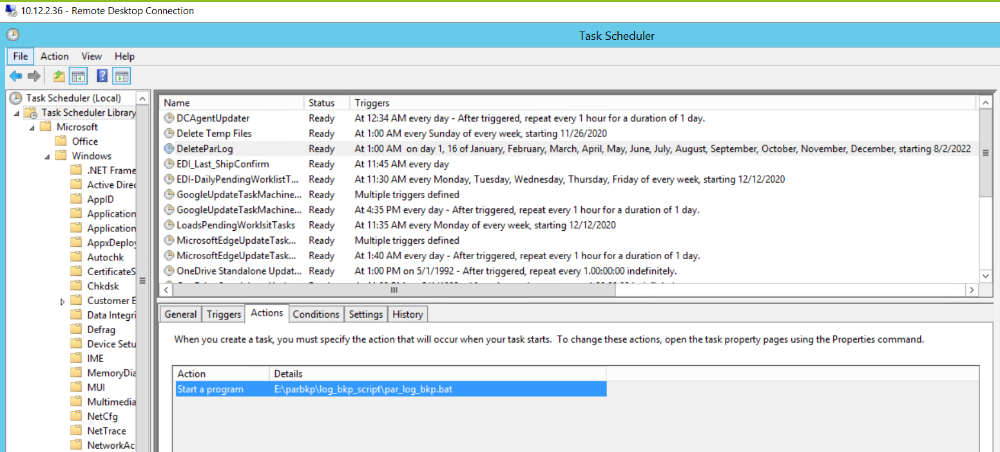 10.12.2.36 - Remote Desktop Connection
Task Scheduler
File Action View Help
Task Scheduler (Local)
Task Scheduler Library
Microsoft
Office
Windows
.NET Frame
Active Direc
AppID
Application
Application
AppxDeploy
Autochk
CertificateS
Chkdsk
Customer E
Data Integri
Defrag
Device Setu
IME
MemoryDia
MUI
Multimedia
NetCfg
NetTrace
NetworkAc
Name Status Triggers
DCAgentUpdater Ready At 12:34 AM every day - After triggered, repeat every 1 hour for a duration of 1 day.
Delete Temp Files Ready At 1:00 AM every Sunday of every week, starting 11/26/2020
DeleteParLog Ready At 1:00 AM on day 1, 16 of January, February, March, April, May, June, July, August, September, October, November, December, starting 8/2/2022
EDI_Last_ShipConfirm Ready At 11:45 AM every day
EDI-DailyPendingWorklistT... Ready At 11:30 AM every Monday, Tuesday, Wednesday, Thursday, Friday of every week, starting 12/12/2020
GoogleUpdateTaskMachine... Ready Multiple triggers defined
GoogleUpdateTaskMachine... Ready At 4:35 PM every day - After triggered, repeat every 1 hour for a duration of 1 day.
LoadsPendingWorklsitTasks Ready At 11:35 AM every Monday of every week, starting 12/12/2020
MicrosoftEdgeUpdateTask... Ready Multiple triggers defined
MicrosoftEdgeUpdateTask... Ready At 1:40 AM every day - After triggered, repeat every 1 hour for a duration of 1 day.
OneDrive Standalone Updat... Ready At 1:00 PM on 5/1/1992 - After triggered, repeat every 1.00:00:00 indefinitely.
General Triggers Actions Conditions Settings History
When you create a task, you must specify the action that will occur when your task starts. To change these actions, open the task property pages using the Properties command.
Action Details
Start a program E:\parbkp\log_bkp_script\par_log_bkp.bat